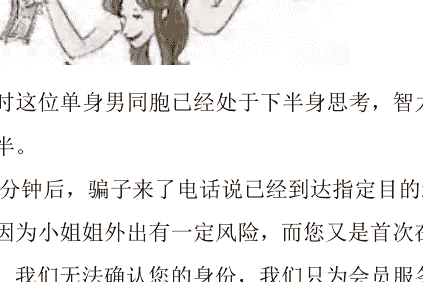 时这位单身男同胞已经处于下半身思考，智
半。
分钟后，骗子来了电话说已经到达指定目的
因为小姐姐外出有一定风险，而您又是首次在
，我们无法确认您的身份，我们只为会员服务